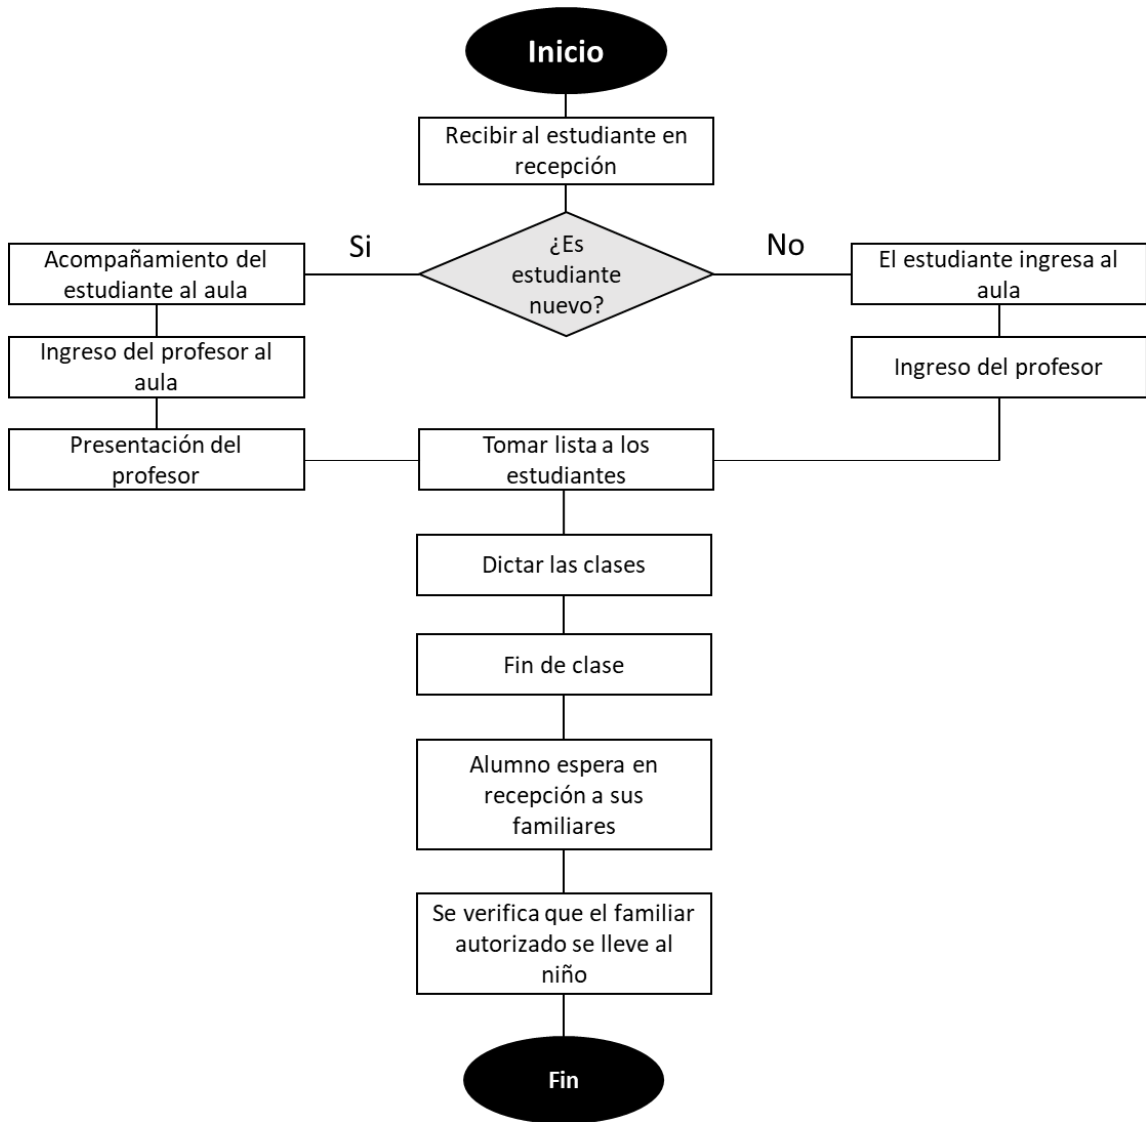 Inicio
Recibir al estudiante en
recepción
¿Es
estudiante
nuevo?
Si
No
Acompañamiento del
estudiante al aula
El estudiante ingresa al
aula
Ingreso del profesor al
aula
Ingreso del profesor
Presentación del
profesor
Tomar lista a los
estudiantes
Dictar las clases
Fin de clase
Alumno espera en
recepción a sus
familiares
Se verifica que el familiar
autorizado se lleve al
niño
Fin